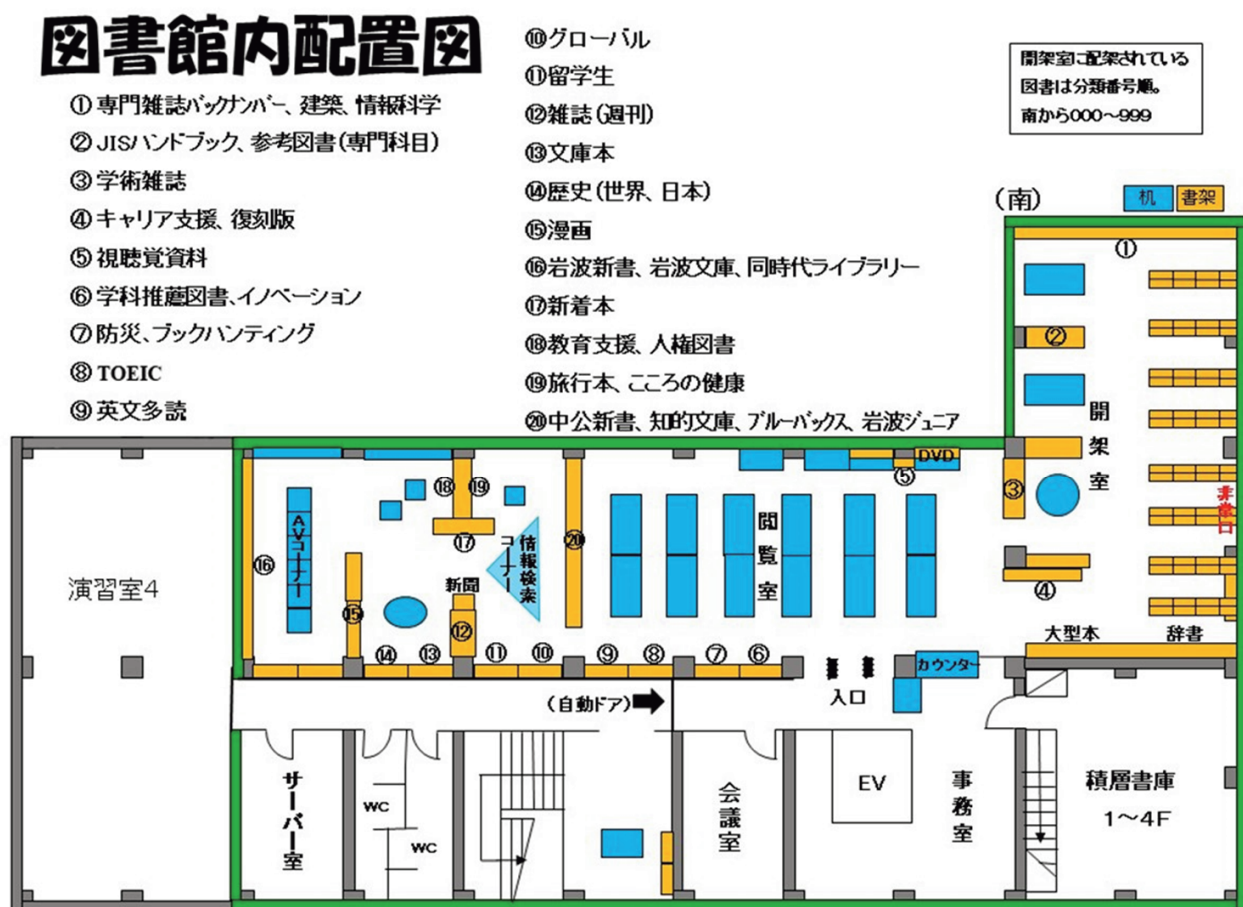 図書館内配置図
①専門雑誌バックナンバー、建築、情報科学
②JISハンドブック、参考図書(専門科目)
③学術雑誌
④キャリア支援、復刻版
⑤視聴覚資料
⑥学科推薦図書、イノベーション
⑦防災、ブックハンティング
⑧TOEIC
⑨英文多読
⑩グローバル
⑪留学生
⑫雑誌(週刊)
⑬文庫本
⑭歴史(世界、日本)
⑮漫画
⑯岩波新書、岩波文庫、同時代ライブラリー
⑰新着本
⑱教育支援、人権図書
⑲旅行本、こころの健康
⑳中公新書、知的文庫、ブルーバックス、岩波ジュニア
開架室に配架されている
図書は分類番号順。
南から000～999
(南)
机
書架
①
②
開架室
③
非常口
④
大型本
辞書
DVD
⑤
閲覧室
⑳
⑱
⑲
⑰
情報検索
コーナー
AVコーナー
⑯
⑮
新聞
⑫
⑭
⑬
⑪
⑩
⑨
⑧
⑦
⑥
カウンター
入口
(自動ドア)
演習室4
サーバー室
WC
WC
会議室
EV
事務室
積層書庫
1～4F